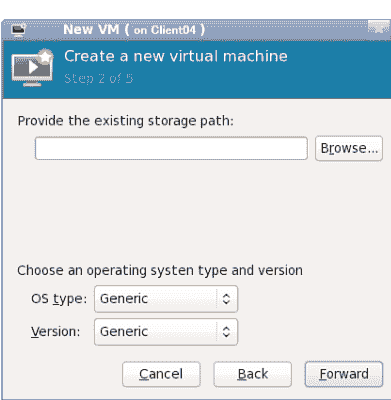 New VM ( on Client04 )
Create a new virtual machine
Step 2 of 5
Provide the existing storage path:
Browse...
Choose an operating systen type and version
OS type: Generic
Version: Generic
Cancel Back Forward